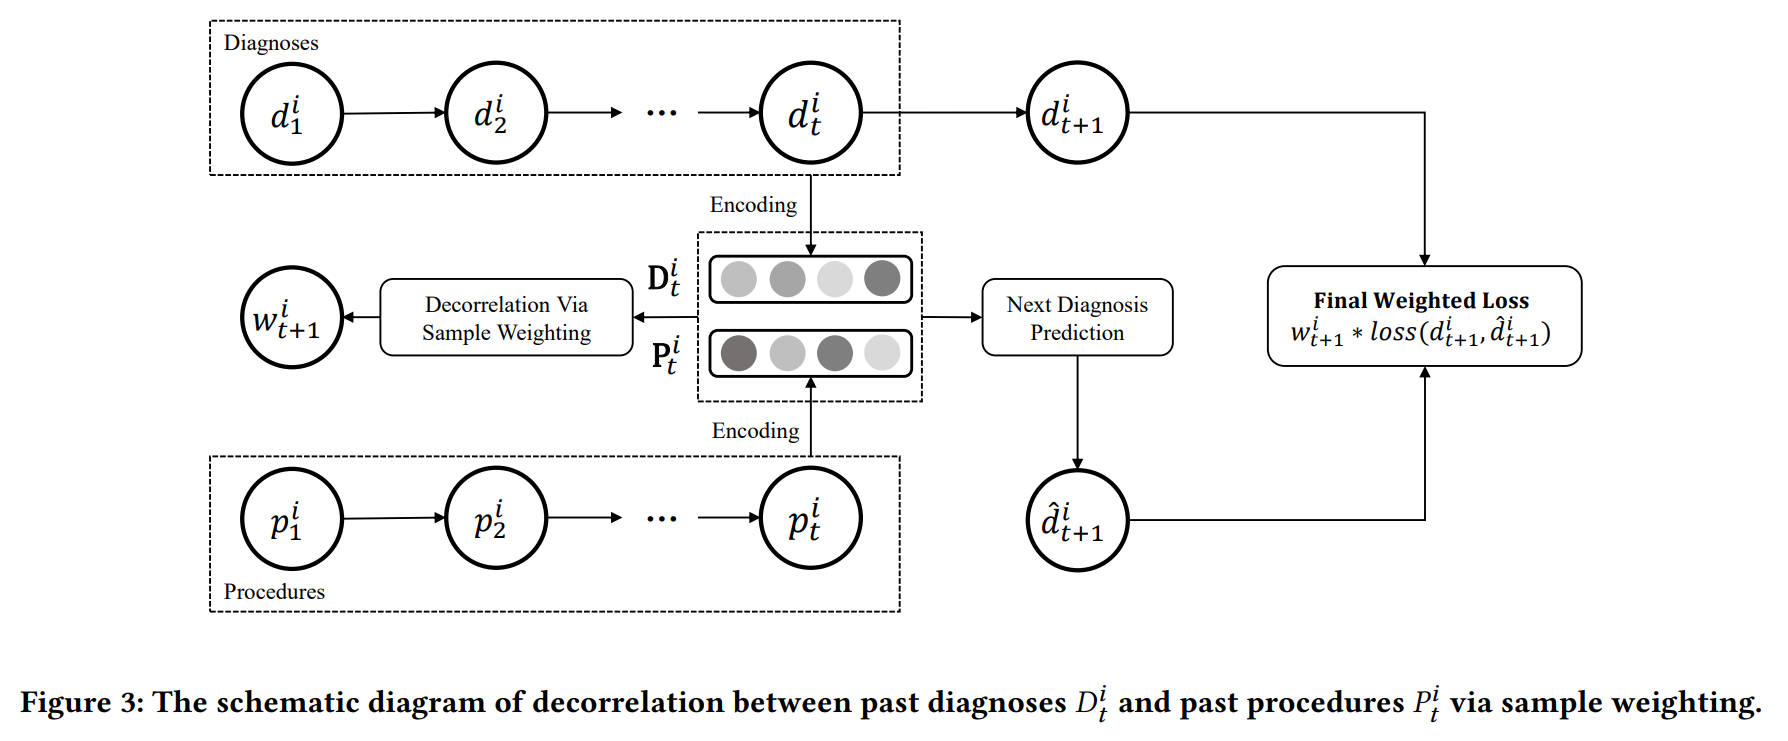 Diagnoses
d_1^i
d_2^i
...
d_t^i
d_{t+1}^i
Encoding
D_t^i
P_t^i
w_{t+1}^i
Decorrelation Via
Sample Weighting
Next Diagnosis
Prediction
Final Weighted Loss
w_{t+1}^i * loss(d_{t+1}^i, \hat{d}_{t+1}^i)
Encoding
p_1^i
p_2^i
...
p_t^i
\hat{d}_{t+1}^i
Procedures
Figure 3: The schematic diagram of decorrelation between past diagnoses D_t^i and past procedures P_t^i via sample weighting.